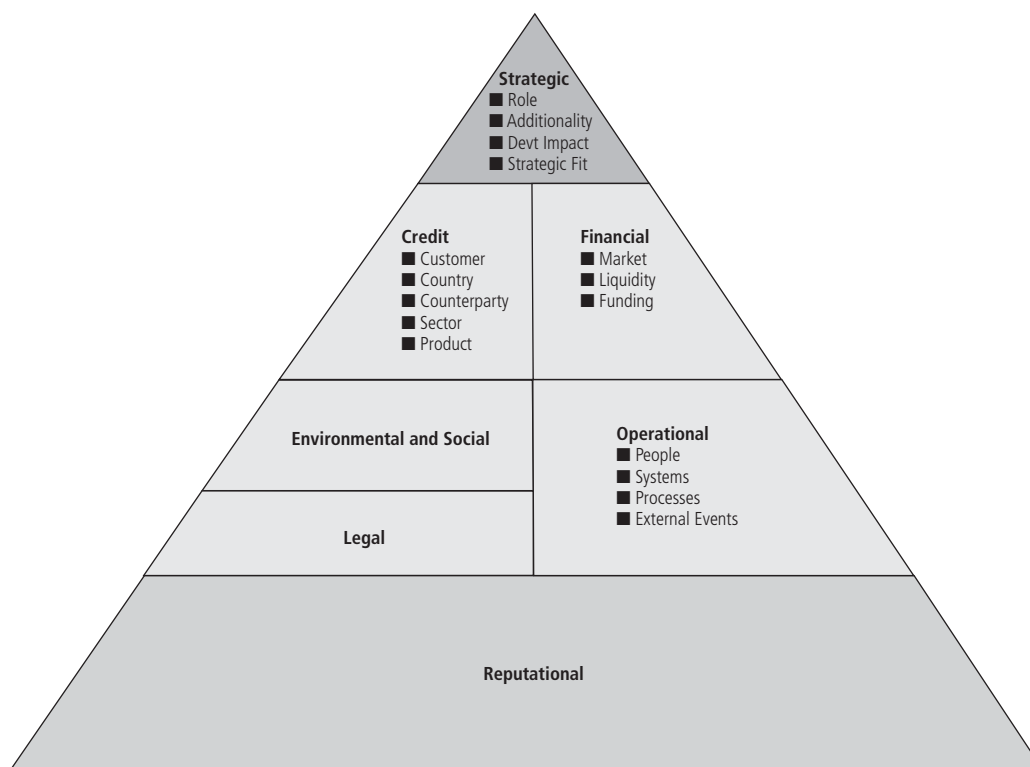 Strategic
■ Role
■ Additionality
■ Devt Impact
■ Strategic Fit
Credit
■ Customer
■ Country
■ Counterparty
■ Sector
■ Product
Financial
■ Market
■ Liquidity
■ Funding
Environmental and Social
Legal
Operational
■ People
■ Systems
■ Processes
■ External Events
Reputational